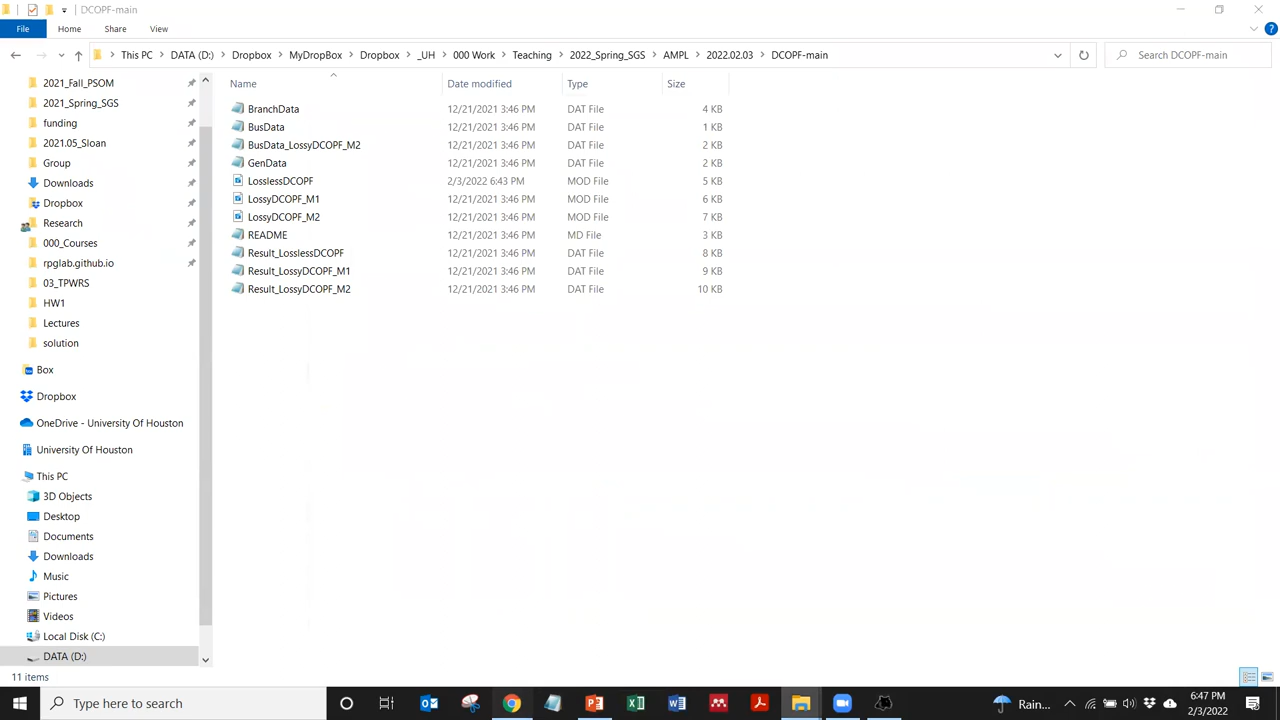 DCOPF-main
File Home Share View
This PC DATA (D:) Dropbox MyDropBox Dropbox _UH 000 Work Teaching 2022_Spring_SGS AMPL 2022.02.03 DCOPF-main Search DCOPF-main
Name Date modified Type Size
2021_Fall_PSOM
2021_Spring_SGS
funding
2021.05_Sloan
Group
Downloads
Dropbox
Research
000_Courses
rpglab.github.io
03_TPWRS
HW1
Lectures
solution
Box
Dropbox
OneDrive - University Of Houston
University Of Houston
This PC
3D Objects
Desktop
Documents
Downloads
Music
Pictures
Videos
Local Disk (C:)
DATA (D:)
BranchData 12/21/2021 3:46 PM DAT File 4 KB
BusData 12/21/2021 3:46 PM DAT File 1 KB
BusData_LossyDCOPF_M2 12/21/2021 3:46 PM DAT File 2 KB
GenData 12/21/2021 3:46 PM DAT File 2 KB
LosslessDCOPF 2/3/2022 6:43 PM MOD File 5 KB
LossyDCOPF_M1 12/21/2021 3:46 PM MOD File 6 KB
LossyDCOPF_M2 12/21/2021 3:46 PM MOD File 7 KB
README 12/21/2021 3:46 PM MD File 3 KB
Result_LosslessDCOPF 12/21/2021 3:46 PM DAT File 8 KB
Result_LossyDCOPF_M1 12/21/2021 3:46 PM DAT File 9 KB
Result_LossyDCOPF_M2 12/21/2021 3:46 PM DAT File 10 KB
11 items
Type here to search
Rain...
6:47 PM
2/3/2022